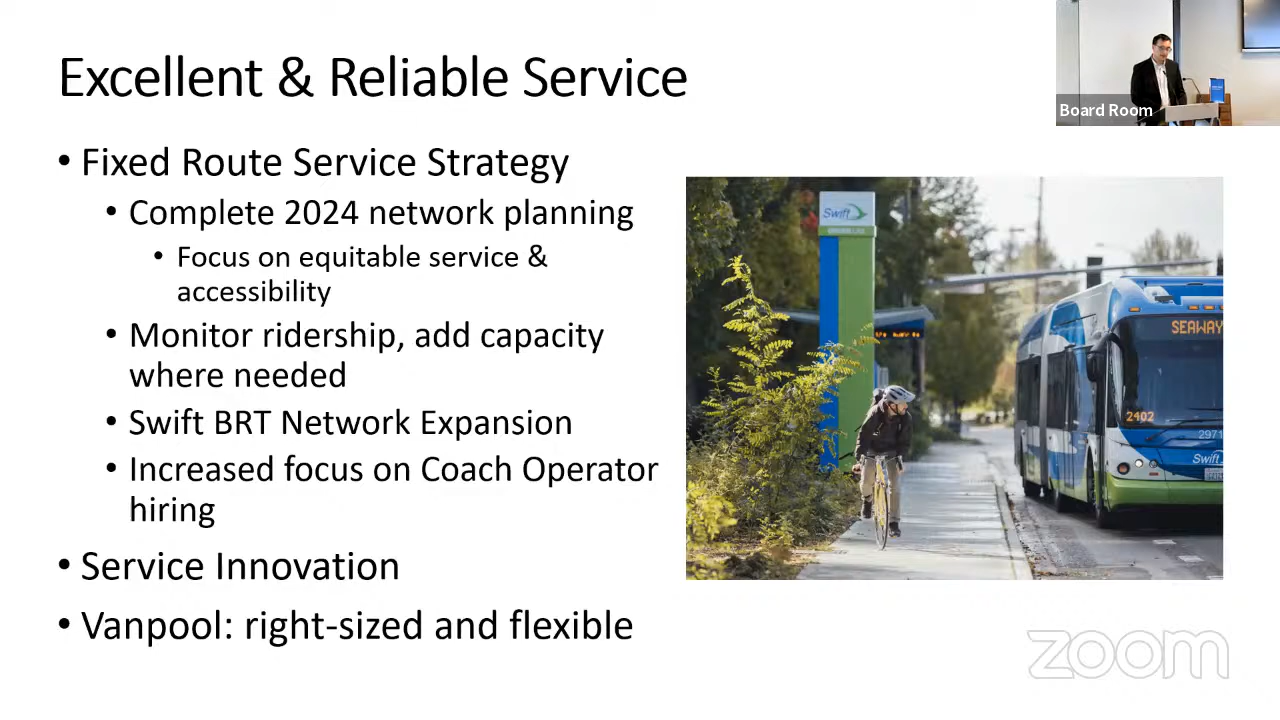 Excellent & Reliable Service
Board Room
• Fixed Route Service Strategy
• Complete 2024 network planning
• Focus on equitable service &
accessibility
• Monitor ridership, add capacity
where needed
• Swift BRT Network Expansion
• Increased focus on Coach Operator
hiring
• Service Innovation
• Vanpool: right-sized and flexible
Swift
SEAWAY
2402
2971
Swift
zoom